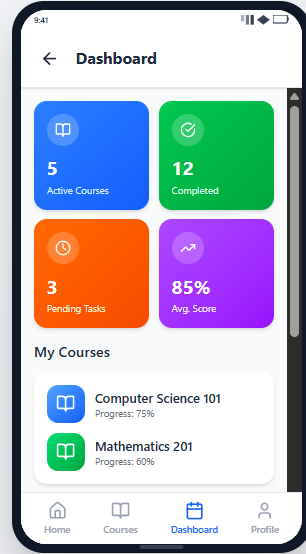 9:41
Dashboard
5
Active Courses
12
Completed
3
Pending Tasks
85%
Avg. Score
My Courses
Computer Science 101
Progress: 75%
Mathematics 201
Progress: 60%
Home
Courses
Dashboard
Profile